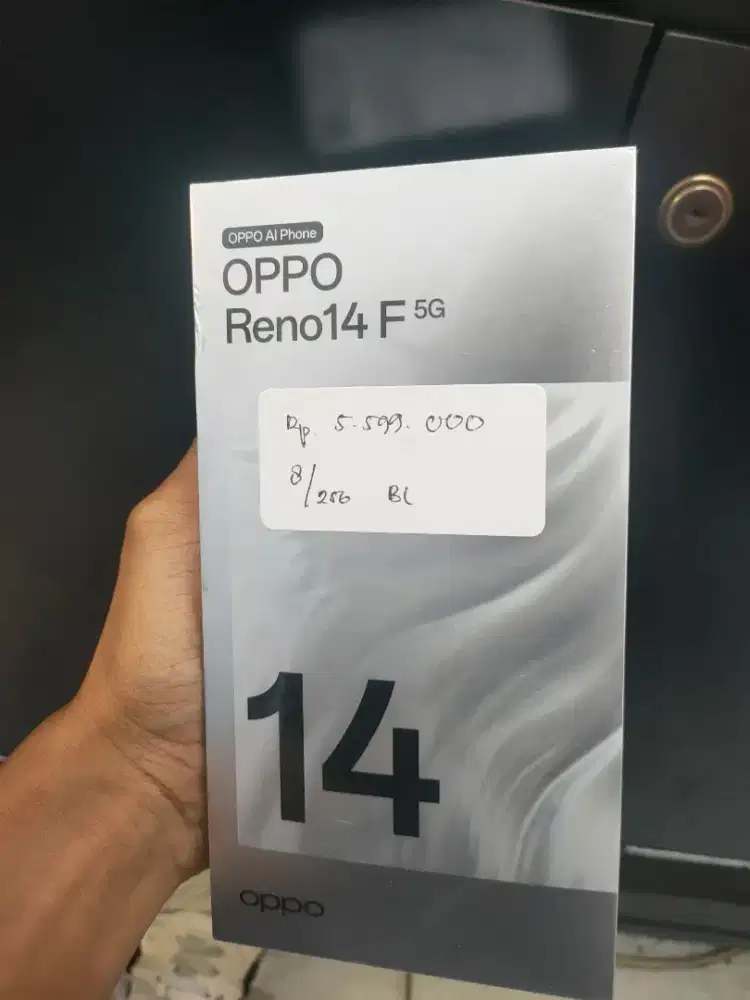 OPPO AI Phone
OPPO
Reno14 F 5G
Rp. 5.599.000
8/256 BL
14
oppo